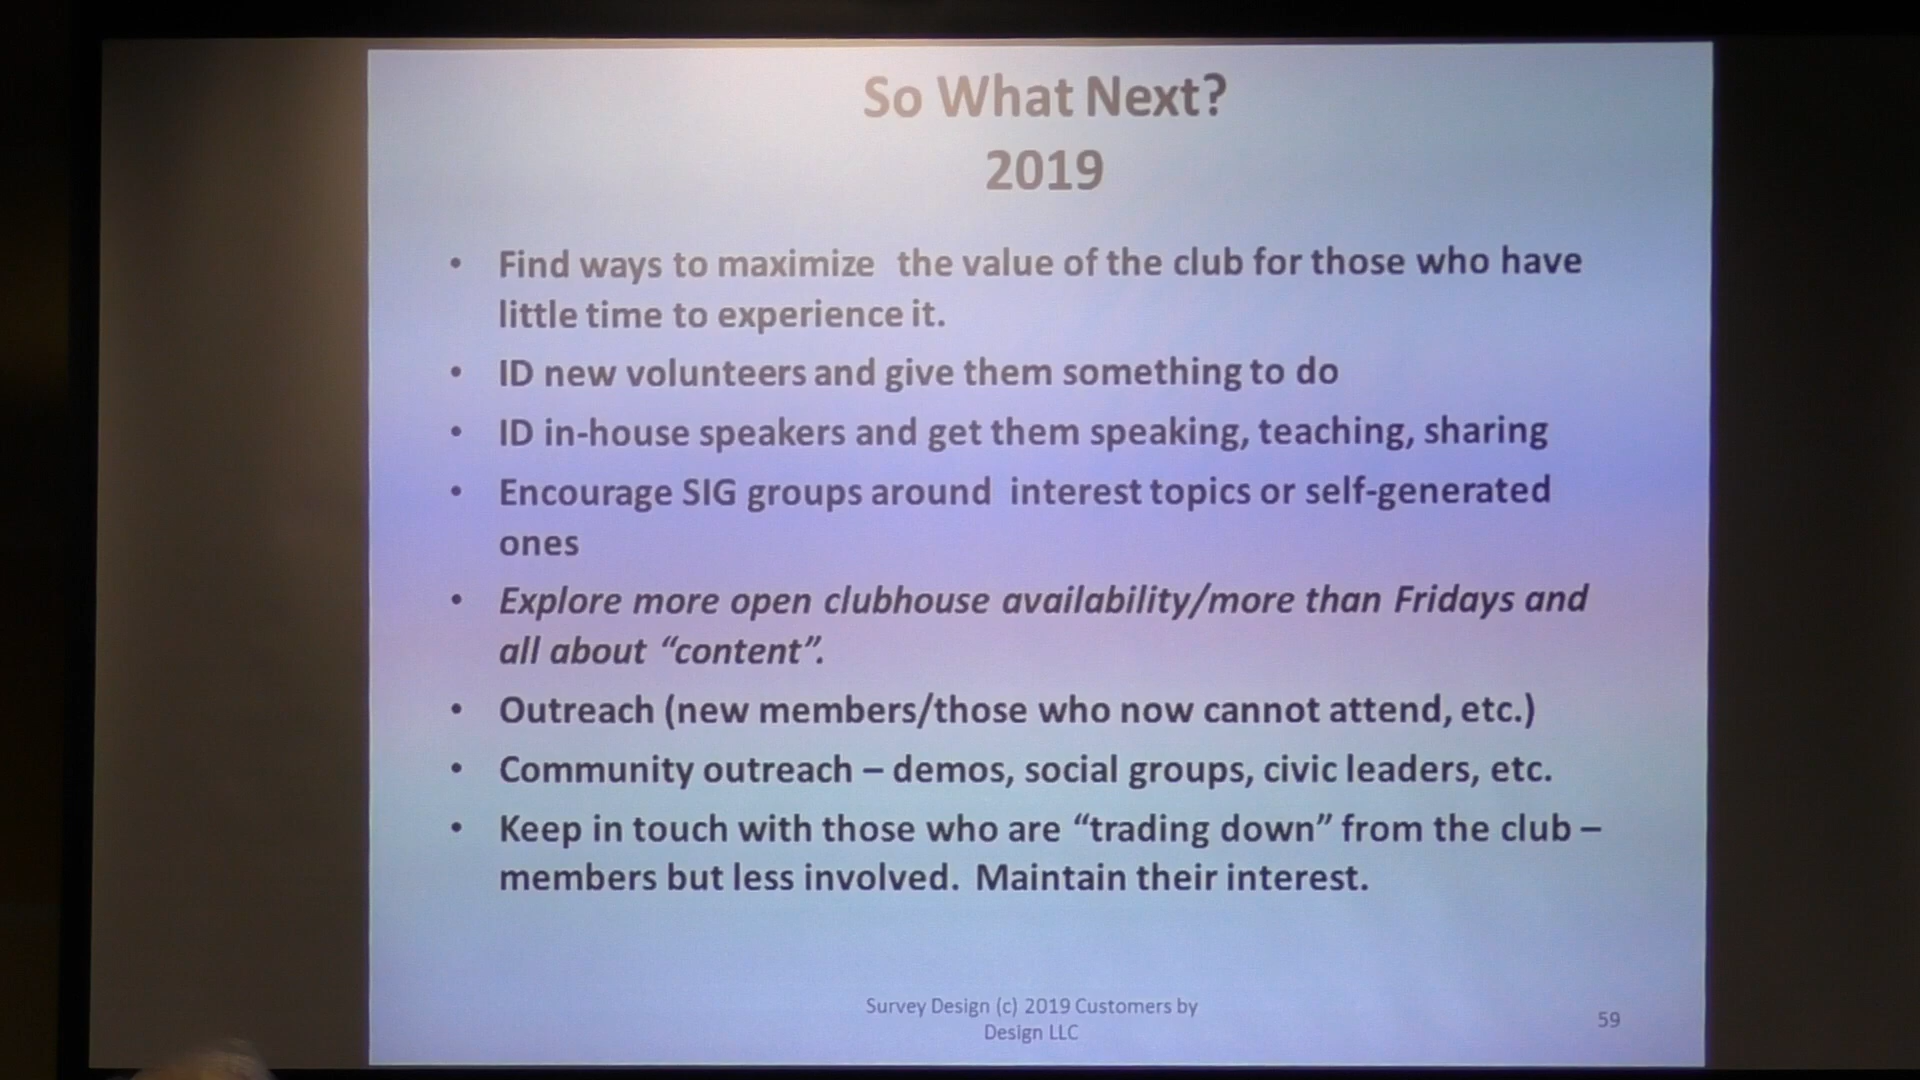 So What Next?
2019
• Find ways to maximize the value of the club for those who have
little time to experience it.
• ID new volunteers and give them something to do
• ID in-house speakers and get them speaking, teaching, sharing
• Encourage SIG groups around interest topics or self-generated
ones
• Explore more open clubhouse availability/more than Fridays and
all about “content”.
• Outreach (new members/those who now cannot attend, etc.)
• Community outreach – demos, social groups, civic leaders, etc.
• Keep in touch with those who are “trading down” from the club –
members but less involved. Maintain their interest.
Survey Design (c) 2019 Customers by
Design LLC
59